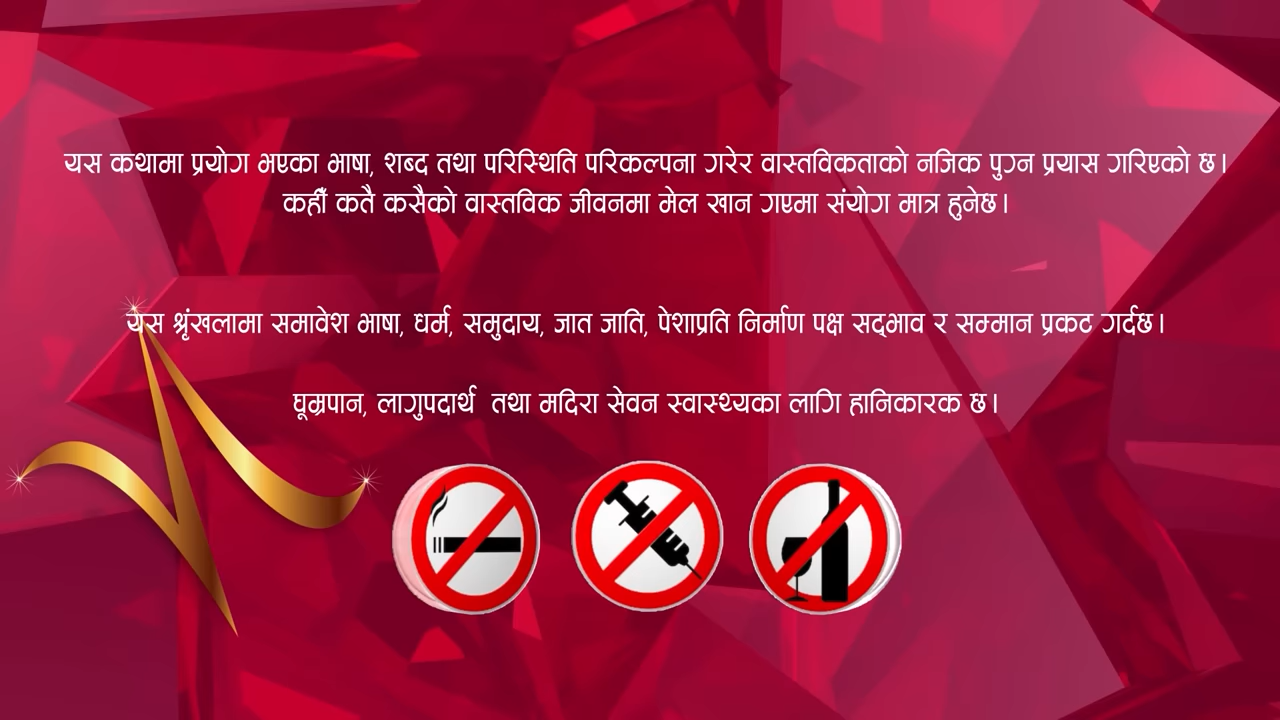 यस कथामा प्रयोग भएका भाषा, शब्द तथा परिस्थिति परिकल्पना गरेर वास्तविकताको नजिक पुग्न प्रयास गरिएको छ।
कहीँ कतै कसैको वास्तविक जीवनमा मेल खान गएमा संयोग मात्र हुनेछ।
यस श्रृंखलामा समावेश भाषा, धर्म, समुदाय, जात जाति, पेशाप्रति निर्माण पक्ष सद्भाव र सम्मान प्रकट गर्दछ।
धूम्रपान, लागुपदार्थ तथा मदिरा सेवन स्वास्थ्यका लागि हानिकारक छ।